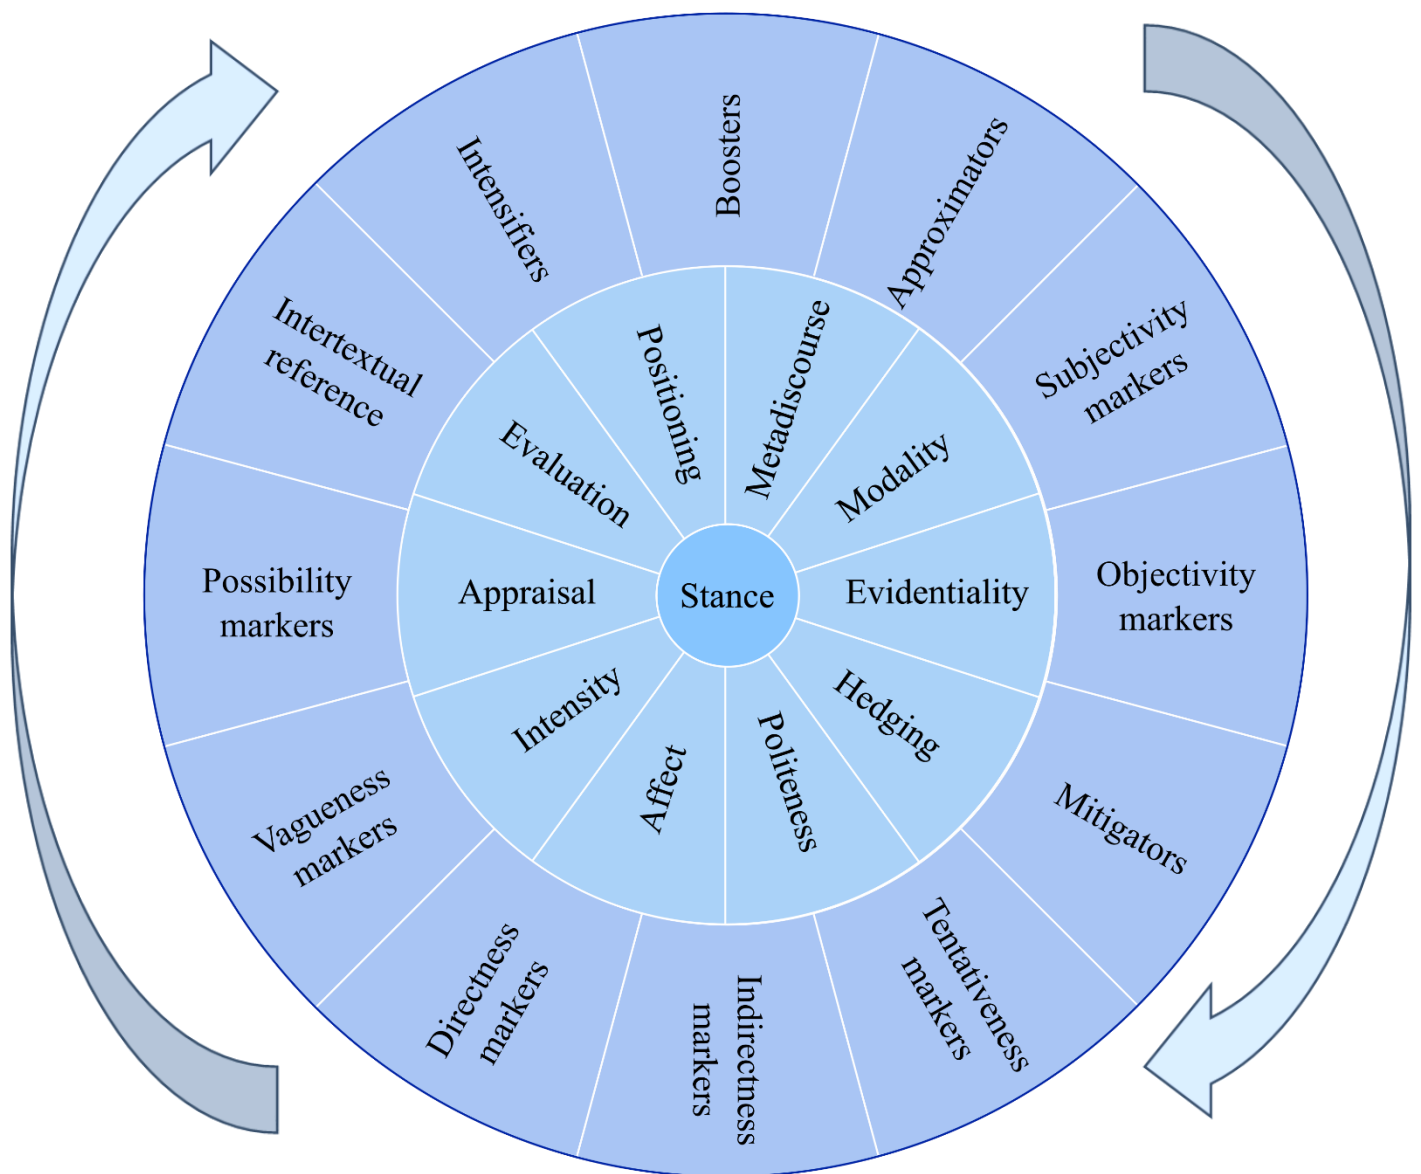 Boosters
Approximators
Subjectivity
markers
Objectivity
markers
Mitigators
Tentativeness
markers
Indirectness
markers
Directness
markers
Vagueness
markers
Possibility
markers
Intertextual
reference
Intensifiers
Metadiscourse
Modality
Evidentiality
Hedging
Politeness
Affect
Intensity
Appraisal
Evaluation
Positioning
Stance